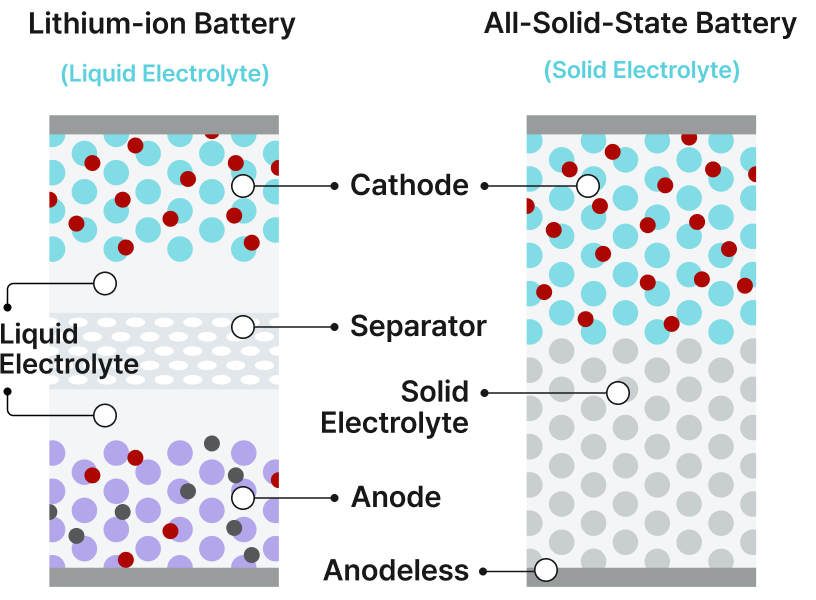 Lithium-ion Battery
(Liquid Electrolyte)
All-Solid-State Battery
(Solid Electrolyte)
Cathode
Liquid
Electrolyte
Separator
Solid
Electrolyte
Anode
Anodeless